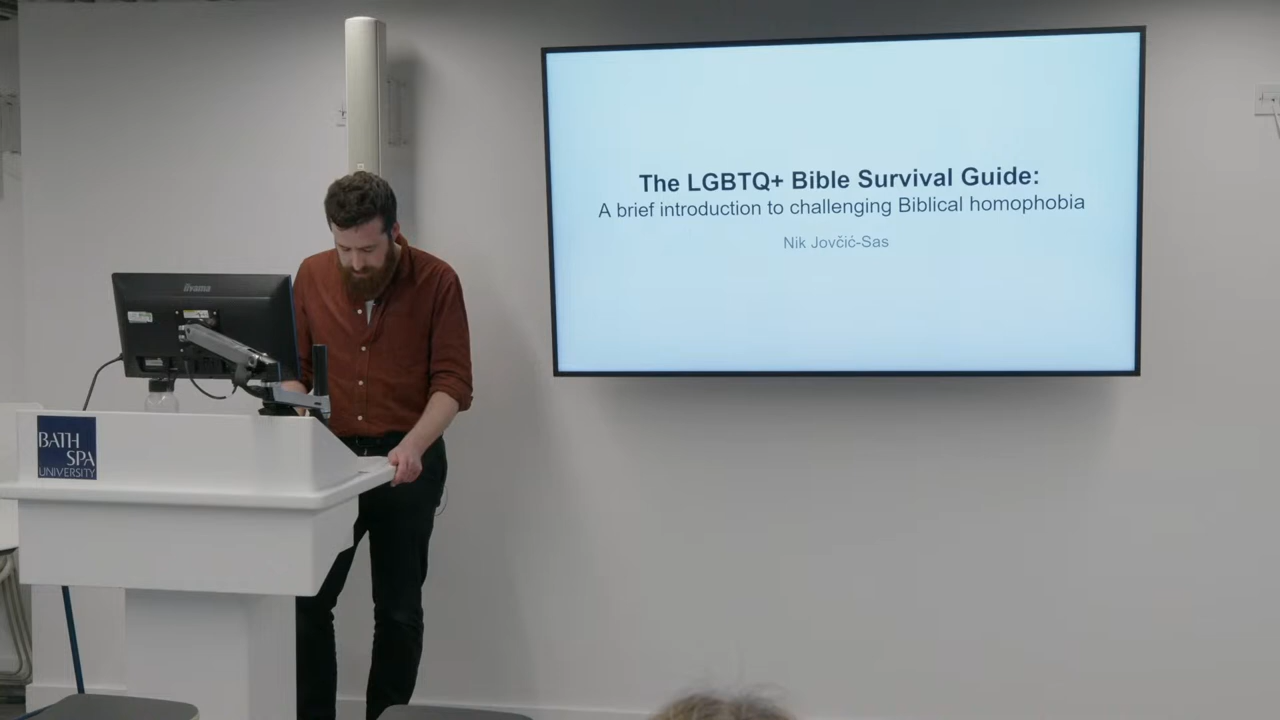 The LGBTQ+ Bible Survival Guide:
A brief introduction to challenging Biblical homophobia
Nik Jovčić-Sas
iiyama
BATH
SPA
UNIVERSITY